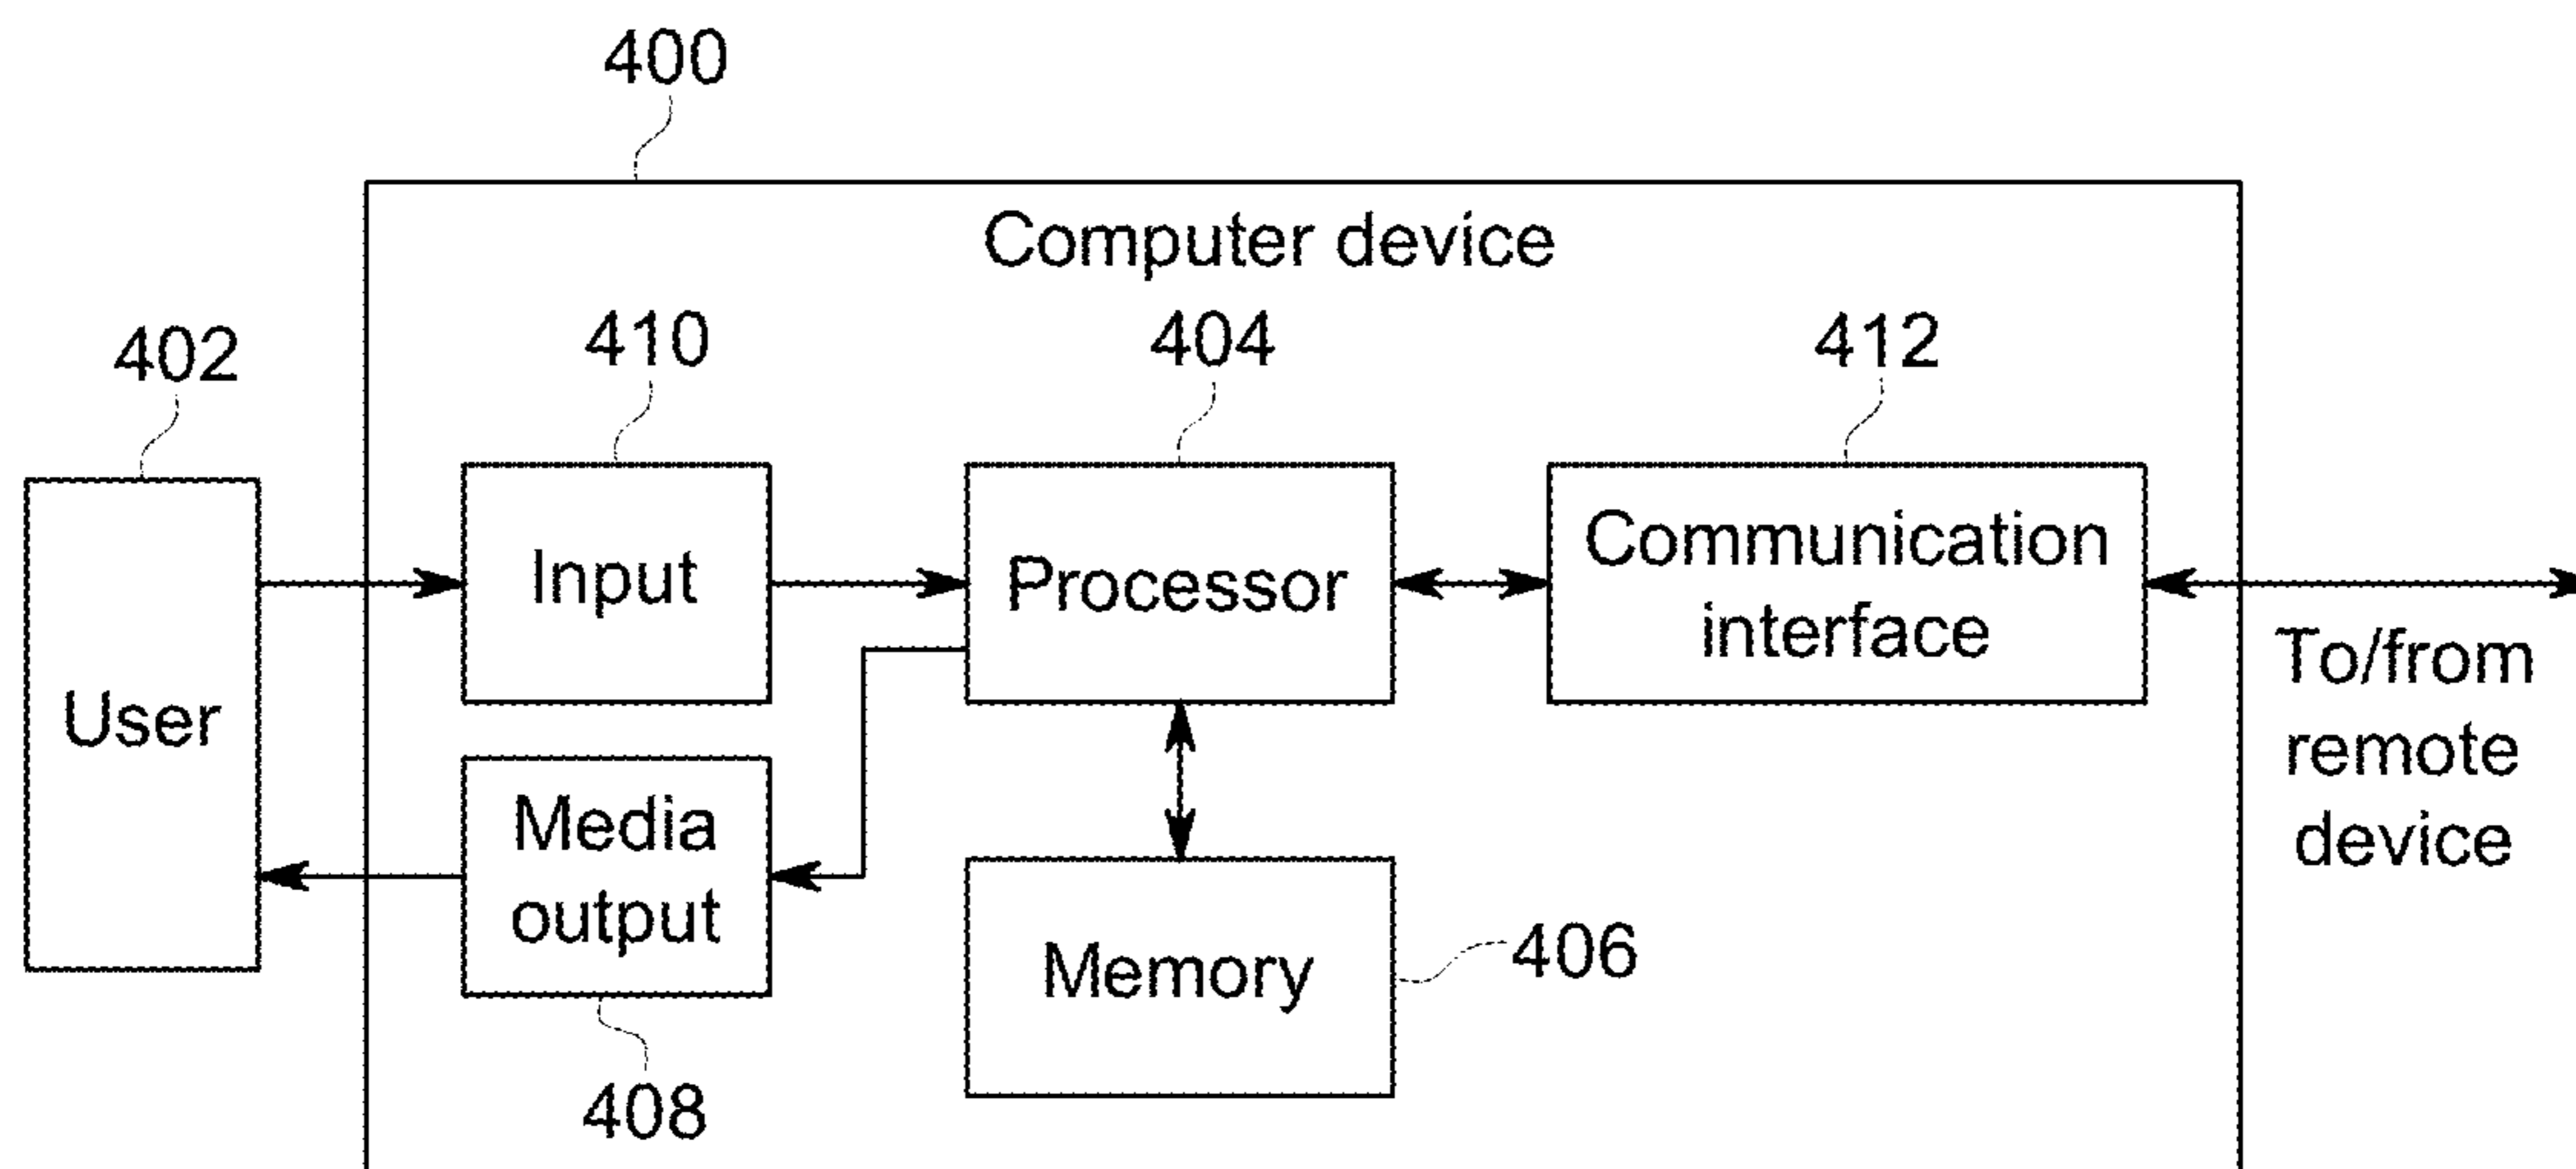 400
Computer device
402
410
404
412
User
Input
Processor
Communication
interface
To/from
remote
device
Media
output
Memory
406
408